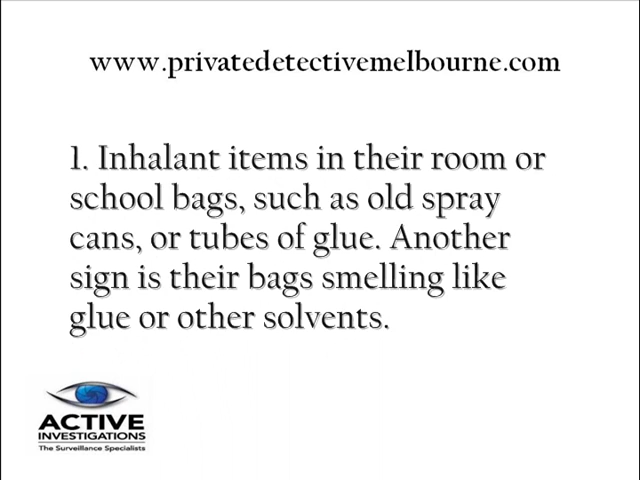 www.privatedetectivemelbourne.com
1. Inhalant items in their room or
school bags, such as old spray
cans, or tubes of glue. Another
sign is their bags smelling like
glue or other solvents.
ACTIVE
INVESTIGATIONS
The Surveillance Specialists